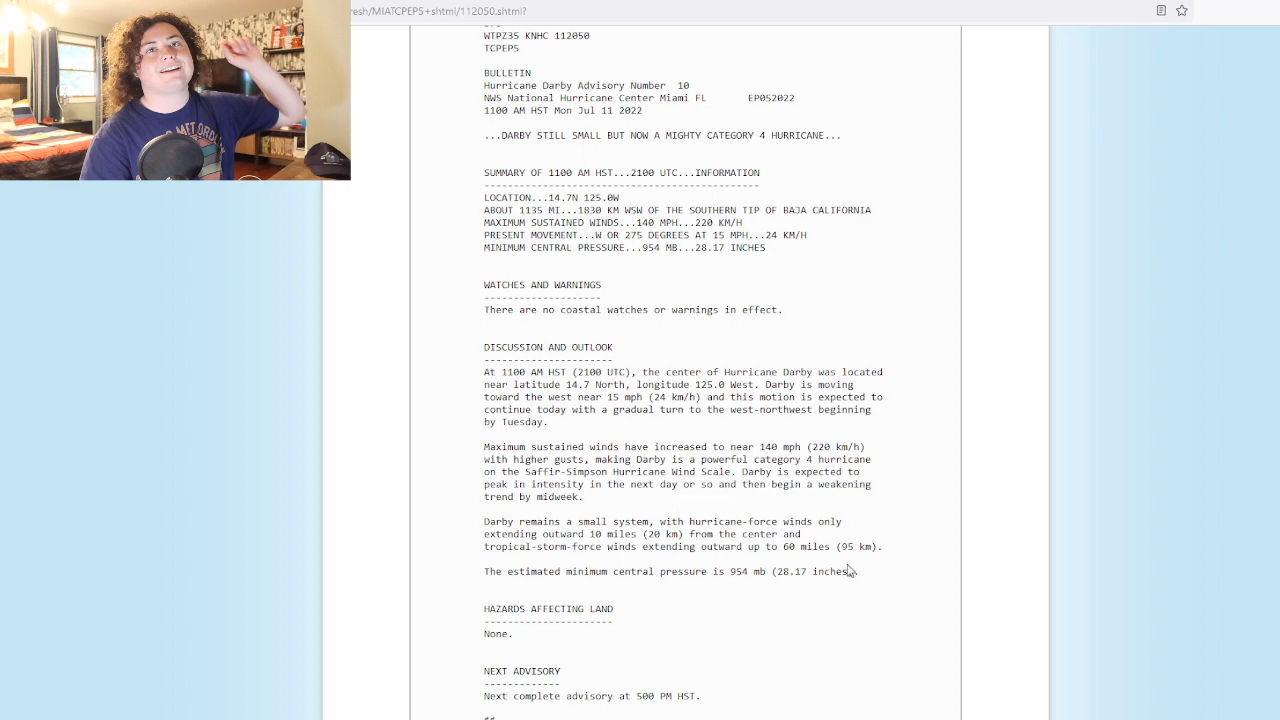 resh/MIATCPEP5+shtml/112050.shtml?
WTPZ35 KNHC 112050
TCPEP5
BULLETIN
Hurricane Darby Advisory Number 10
NWS National Hurricane Center Miami FL EP052022
1100 AM HST Mon Jul 11 2022
...DARBY STILL SMALL BUT NOW A MIGHTY CATEGORY 4 HURRICANE...
SUMMARY OF 1100 AM HST...2100 UTC...INFORMATION
-----------------------------------------------
LOCATION...14.7N 125.0W
ABOUT 1135 MI...1830 KM WSW OF THE SOUTHERN TIP OF BAJA CALIFORNIA
MAXIMUM SUSTAINED WINDS...140 MPH...220 KM/H
PRESENT MOVEMENT...W OR 275 DEGREES AT 15 MPH...24 KM/H
MINIMUM CENTRAL PRESSURE...954 MB...28.17 INCHES
WATCHES AND WARNINGS
--------------------
There are no coastal watches or warnings in effect.
DISCUSSION AND OUTLOOK
----------------------
At 1100 AM HST (2100 UTC), the center of Hurricane Darby was located
near latitude 14.7 North, longitude 125.0 West. Darby is moving
toward the west near 15 mph (24 km/h) and this motion is expected to
continue today with a gradual turn to the west-northwest beginning
by Tuesday.
Maximum sustained winds have increased to near 140 mph (220 km/h)
with higher gusts, making Darby is a powerful category 4 hurricane
on the Saffir-Simpson Hurricane Wind Scale. Darby is expected to
peak in intensity in the next day or so and then begin a weakening
trend by midweek.
Darby remains a small system, with hurricane-force winds only
extending outward 10 miles (20 km) from the center and
tropical-storm-force winds extending outward up to 60 miles (95 km).
The estimated minimum central pressure is 954 mb (28.17 inches).
HAZARDS AFFECTING LAND
----------------------
None.
NEXT ADVISORY
-------------
Next complete advisory at 500 PM HST.